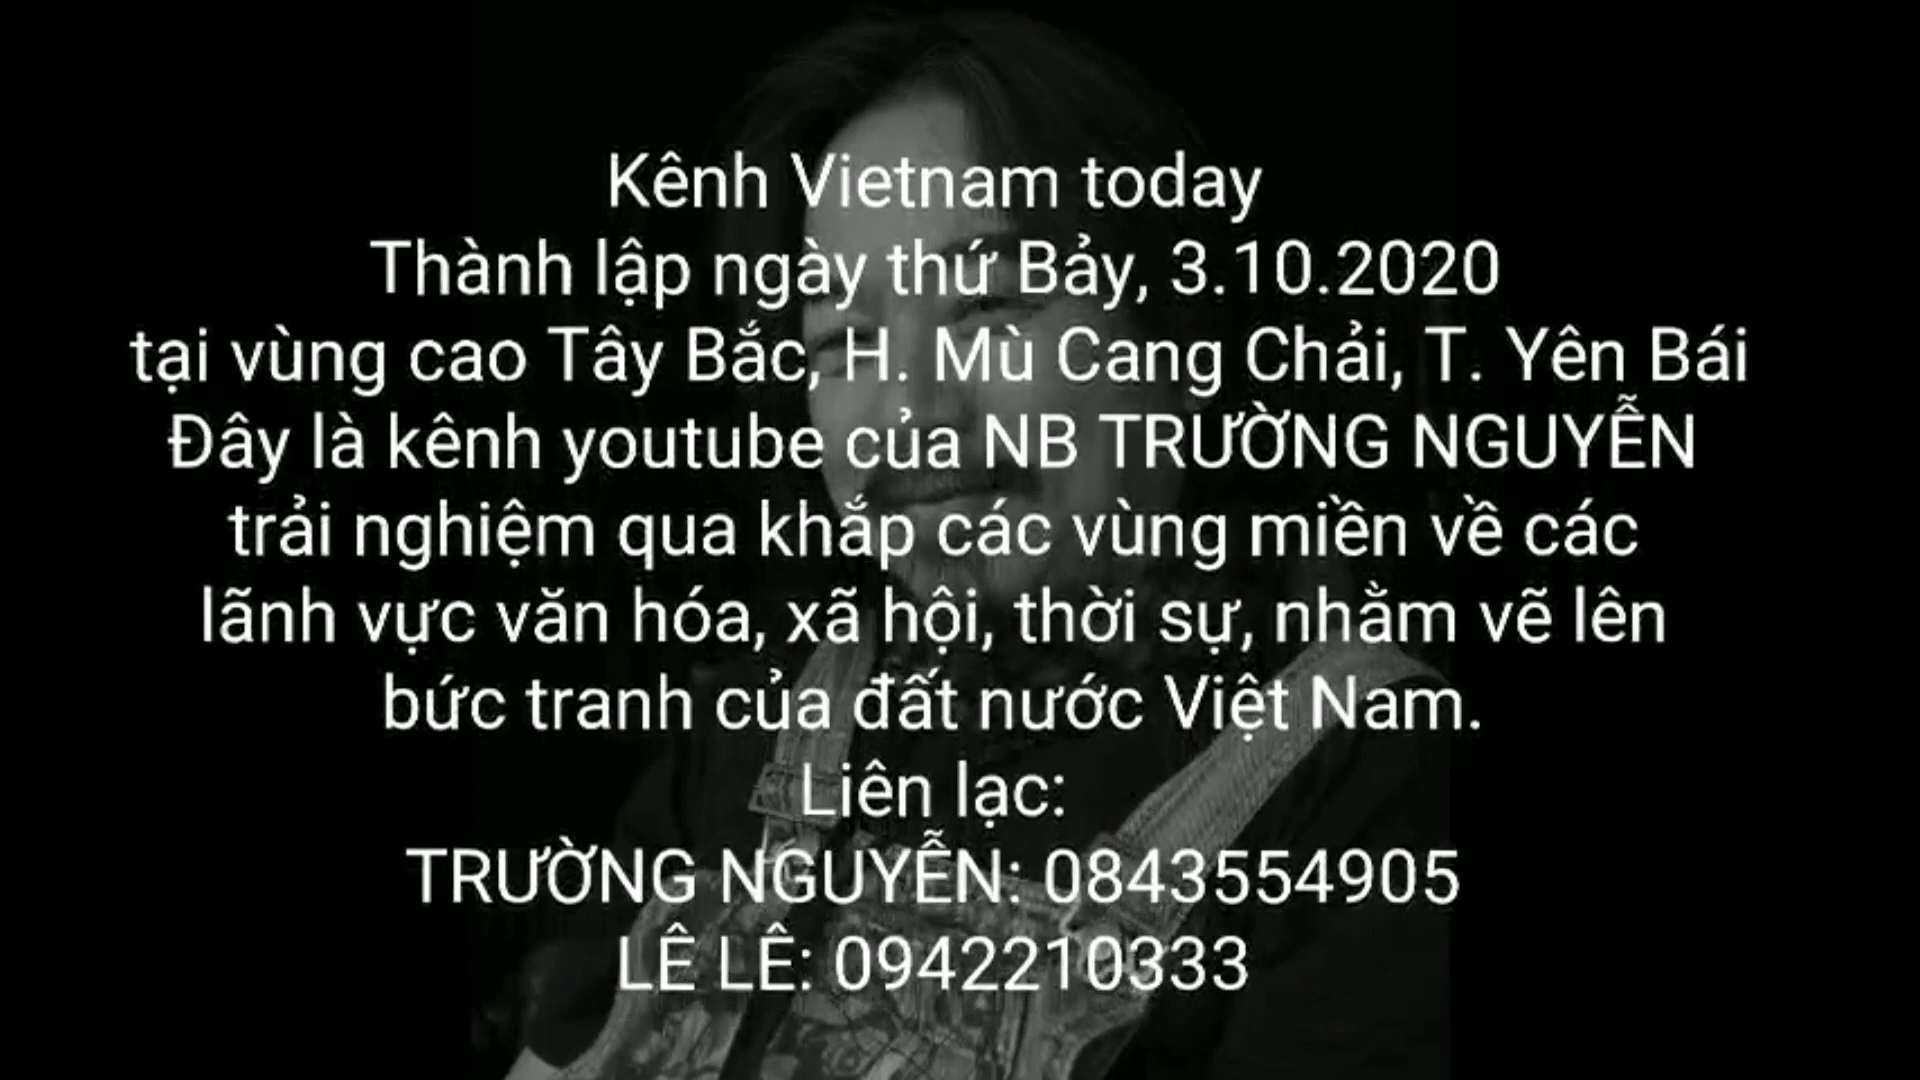 Kênh Vietnam today
Thành lập ngày thứ Bảy, 3.10.2020
tại vùng cao Tây Bắc, H. Mù Cang Chải, T. Yên Bái
Đây là kênh youtube của NB TRƯỜNG NGUYỄN
trải nghiệm qua khắp các vùng miền về các
lãnh vực văn hóa, xã hội, thời sự, nhằm vẽ lên
bức tranh của đất nước Việt Nam.
Liên lạc:
TRƯỜNG NGUYỄN: 0843554905
LÊ LÊ: 0942210333